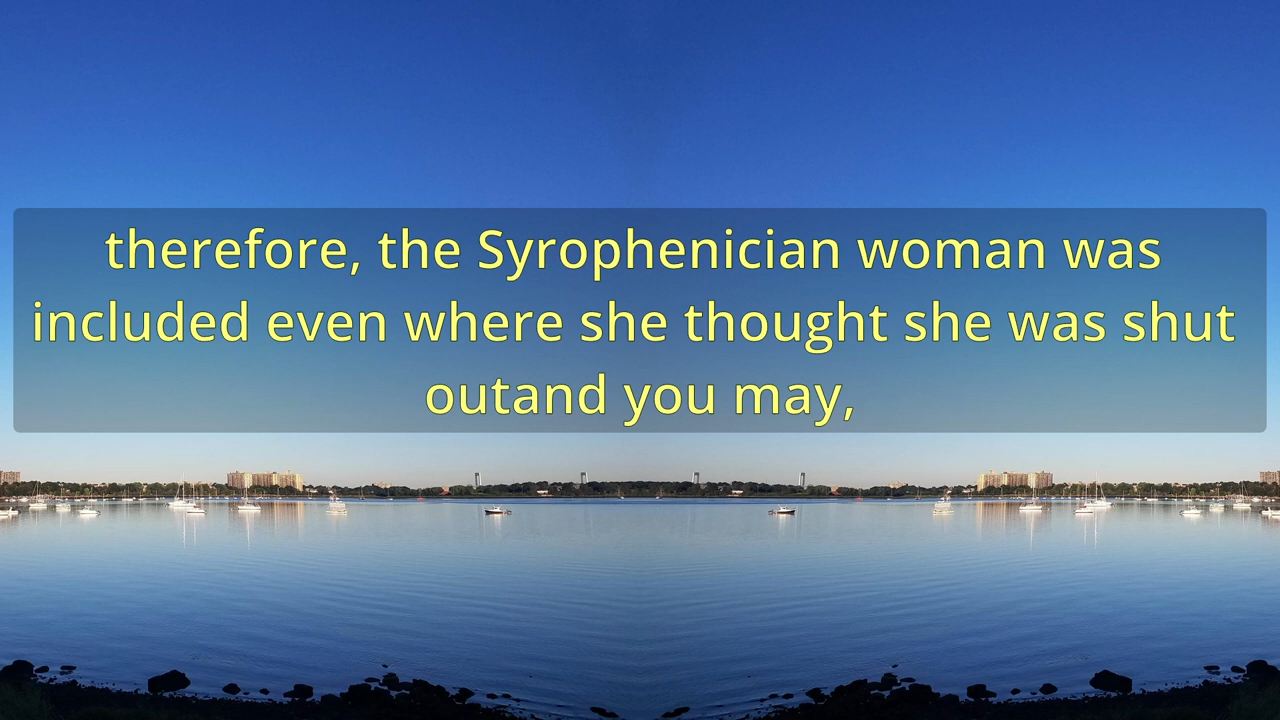 therefore, the Syrophenician woman was
included even where she thought she was shut
outand you may,